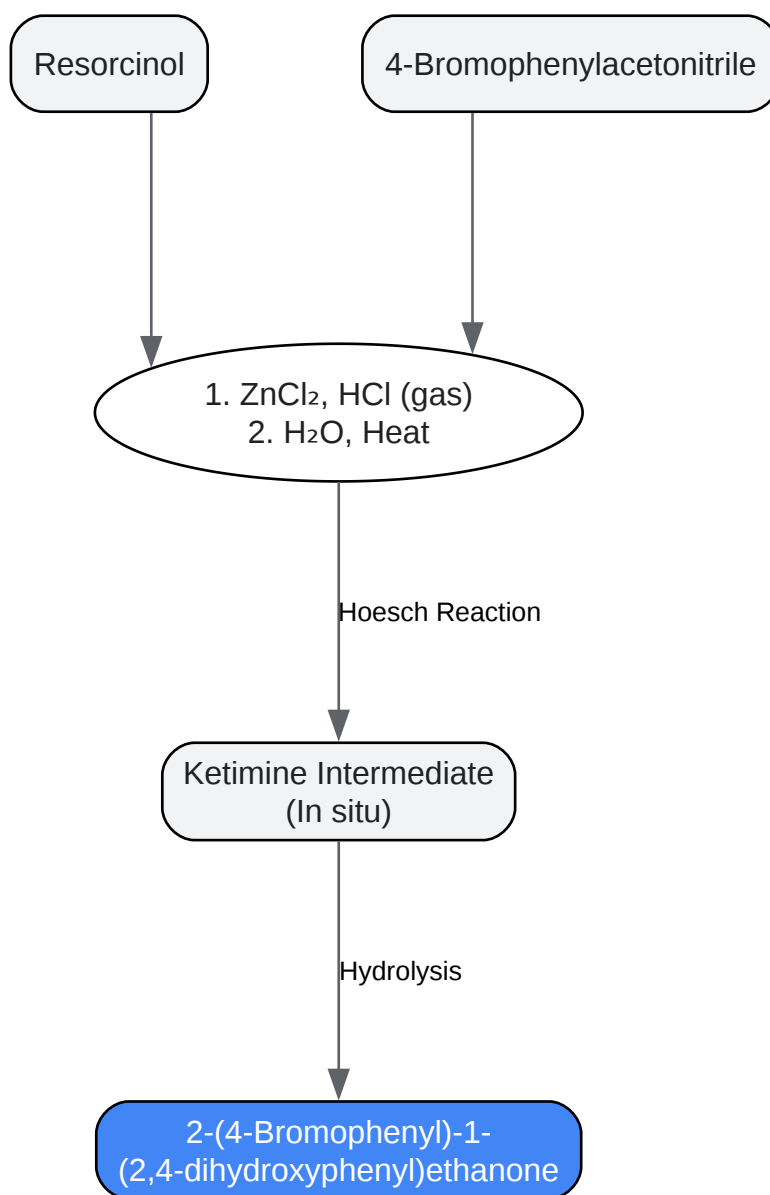 Resorcinol
4-Bromophenylacetonitrile
1. ZnCl₂, HCl (gas)
2. H₂O, Heat
Hoesch Reaction
Ketimine Intermediate
(In situ)
Hydrolysis
2-(4-Bromophenyl)-1-
(2,4-dihydroxyphenyl)ethanone